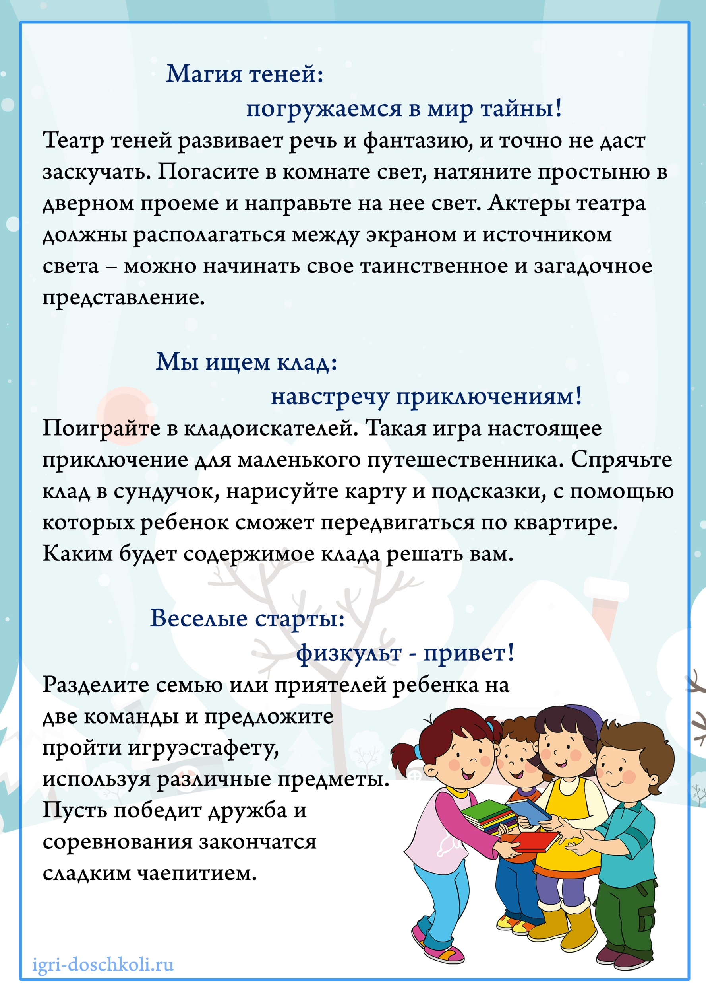 Магия теней:
погружаемся в мир тайны!
Театр теней развивает речь и фантазию, и точно не даст
заскучать. Погасите в комнате свет, натяните простыню в
дверном проеме и направьте на нее свет. Актеры театра
должны располагаться между экраном и источником
света – можно начинать свое таинственное и загадочное
представление.
Мы ищем клад:
навстречу приключениям!
Поиграйте в кладоискателей. Такая игра настоящее
приключение для маленького путешественника. Спрячьте
клад в сундучок, нарисуйте карту и подсказки, с помощью
которых ребенок сможет передвигаться по квартире.
Каким будет содержимое клада решать вам.
Веселые старты:
физкульт - привет!
Разделите семью или приятелей ребенка на
две команды и предложите
пройти игруэстафету,
используя различные предметы.
Пусть победит дружба и
соревнования закончатся
сладким чаепитием.
igri-doschkoli.ru